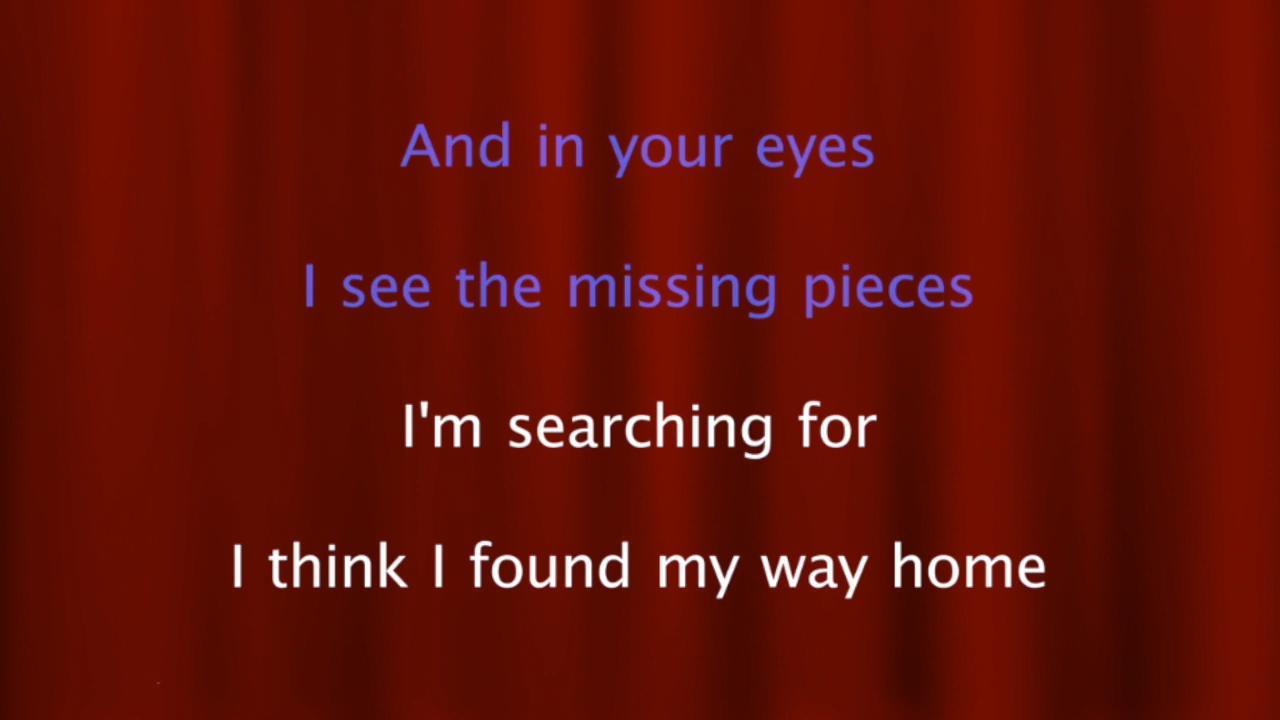 And in your eyes
I see the missing pieces
I'm searching for
I think I found my way home